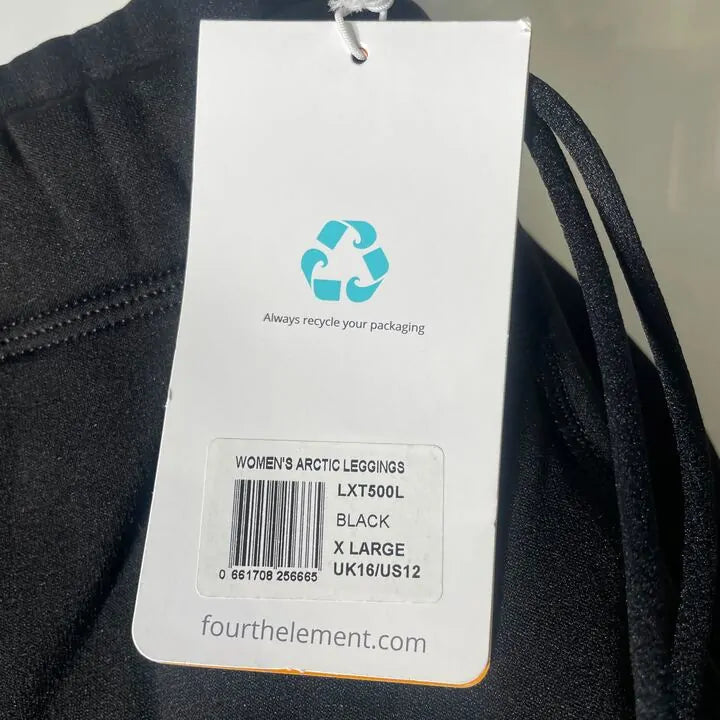 Always recycle your packaging
WOMEN'S ARCTIC LEGGINGS
LXT500L
BLACK
X LARGE
UK16/US12
0 661708 256665
fourthelement.com